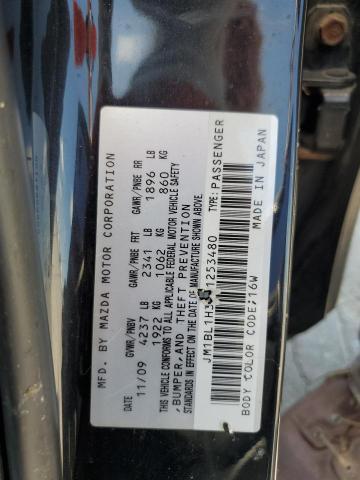 MFD. BY MAZDA MOTOR CORPORATION
DATE GVWR/PNBV GAWR/PNBE FRT GAWR/PNBE RR
11/09 4237 LB 2341 LB 1896 LB
1922 KG 1062 KG 860 KG
THIS VEHICLE CONFORMS TO ALL APPLICABLE FEDERAL MOTOR VEHICLE SAFETY
, BUMPER, AND THEFT PREVENTION
STANDARDS IN EFFECT ON THE DATE OF MANUFACTURE SHOWN ABOVE.
JM1BL1H 1253480 TYPE: PASSENGER
BODY COLOR CODE: 16W MADE IN JAPAN